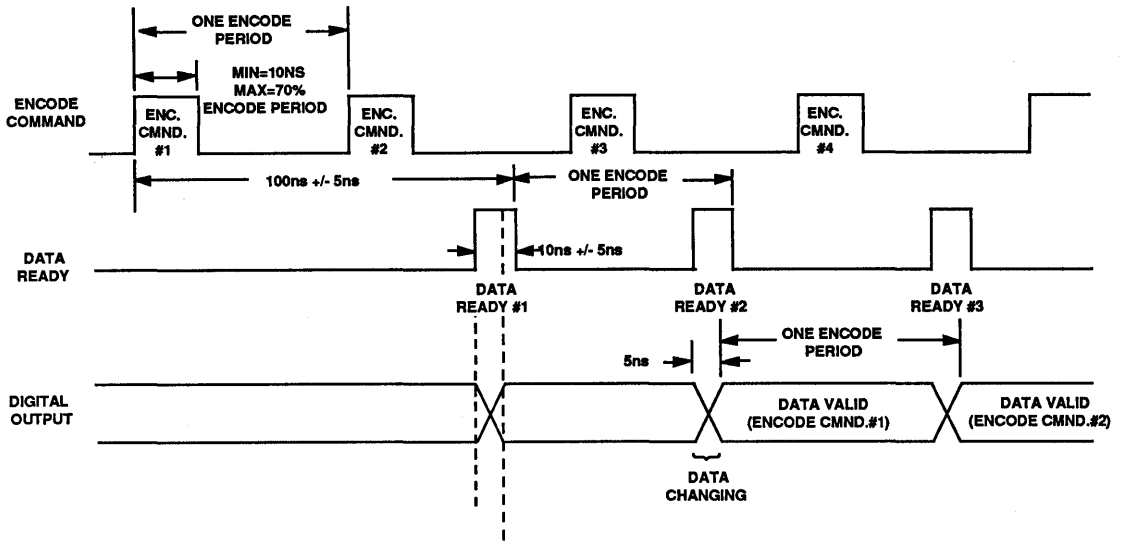 ONE ENCODE
PERIOD
MIN=10NS
MAX=70%
ENCODE PERIOD
ENCODE
COMMAND
ENC.
CMND.
#1
ENC.
CMND.
#2
ENC.
CMND.
#3
ENC.
CMND.
#4
100ns +/- 5ns
ONE ENCODE
PERIOD
DATA
READY
10ns +/- 5ns
DATA
READY #1
DATA
READY #2
DATA
READY #3
ONE ENCODE
PERIOD
5ns
DIGITAL
OUTPUT
DATA VALID
(ENCODE CMND.#1)
DATA VALID
(ENCODE CMND.#2)
DATA
CHANGING